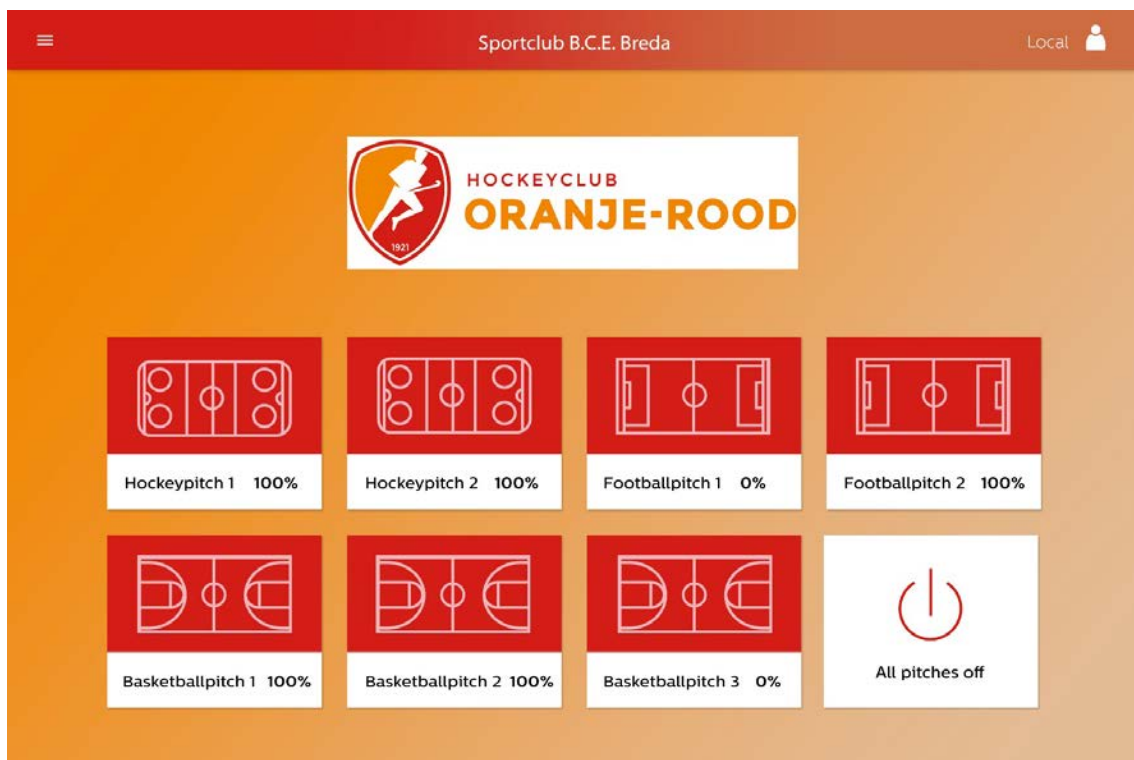 Sportclub B.C.E. Breda
Local
HOCKEYCLUB
ORANJE-ROOD
1921
Hockeypitch 1 100%
Hockeypitch 2 100%
Footballpitch 1 0%
Footballpitch 2 100%
Basketballpitch 1 100%
Basketballpitch 2 100%
Basketballpitch 3 0%
All pitches off